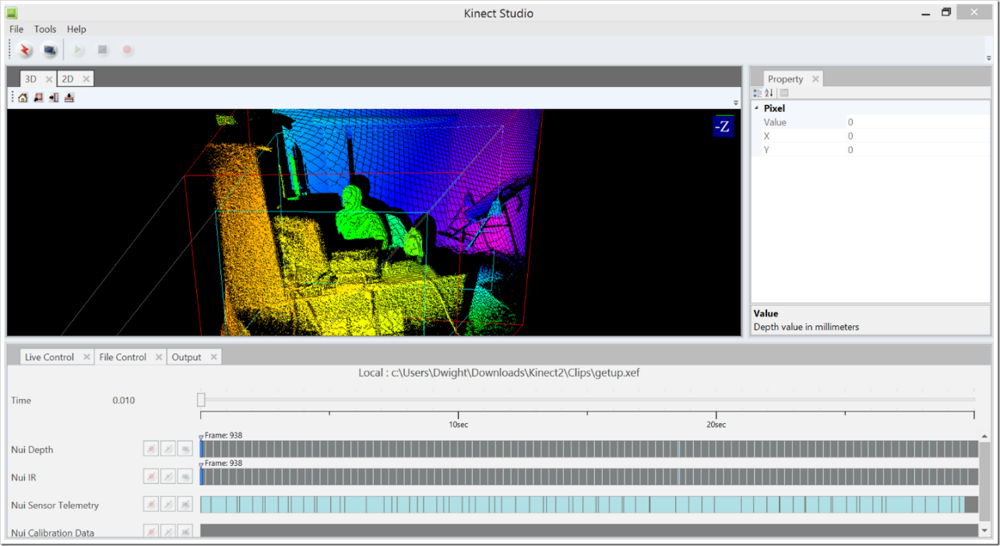 Kinect Studio
File Tools Help
3D 2D
-Z
Property
Pixel
Value 0
X 0
Y 0
Value
Depth value in millimeters
Live Control File Control Output
Local : c:\Users\Dwight\Downloads\Kinect2\Clips\getup.xef
Time 0.010
10sec 20sec
Frame: 938
Nui Depth
Frame: 938
Nui IR
Nui Sensor Telemetry
Nui Calibration Data